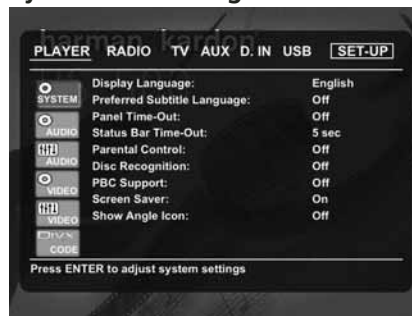 harman kardon
PLAYER RADIO TV AUX D. IN USB SET-UP
SYSTEM
AUDIO
AUDIO
VIDEO
VIDEO
DivX
CODE
Display Language: English
Preferred Subtitle Language: Off
Panel Time-Out: Off
Status Bar Time-Out: 5 sec
Parental Control: Off
Disc Recognition: Off
PBC Support: Off
Screen Saver: On
Show Angle Icon: Off
Press ENTER to adjust system settings